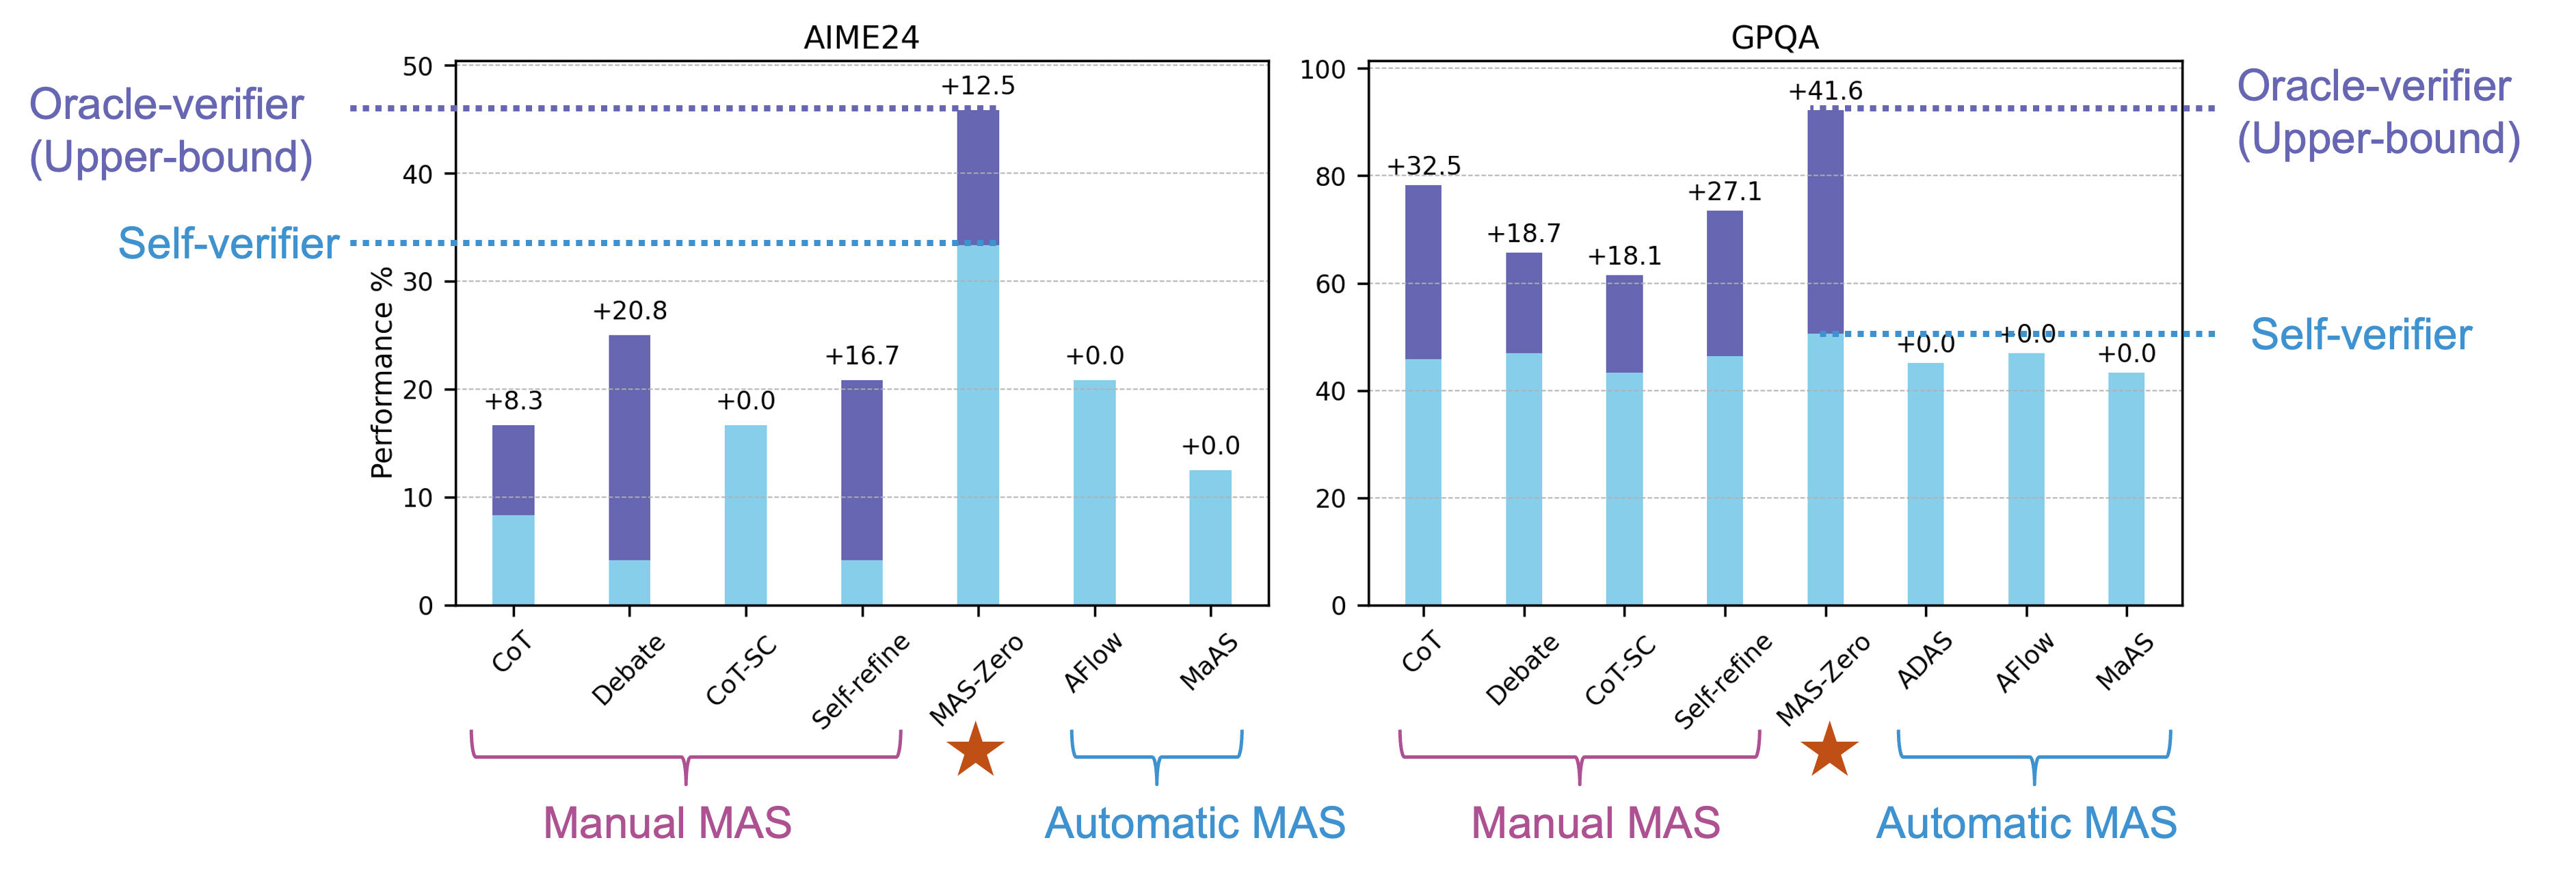 AIME24
Oracle-verifier
(Upper-bound)
Self-verifier
Performance %
50
40
30
20
10
0
+8.3
+20.8
+0.0
+16.7
+12.5
+0.0
+0.0
CoT
Debate
CoT-SC
Self-refine
MAS-Zero
AFlow
MaAS
Manual MAS
Automatic MAS
GPQA
100
80
60
40
20
0
+32.5
+18.7
+18.1
+27.1
+41.6
+0.0
+0.0
+0.0
Oracle-verifier
(Upper-bound)
Self-verifier
CoT
Debate
CoT-SC
Self-refine
MAS-Zero
ADAS
AFlow
MaAS
Manual MAS
Automatic MAS